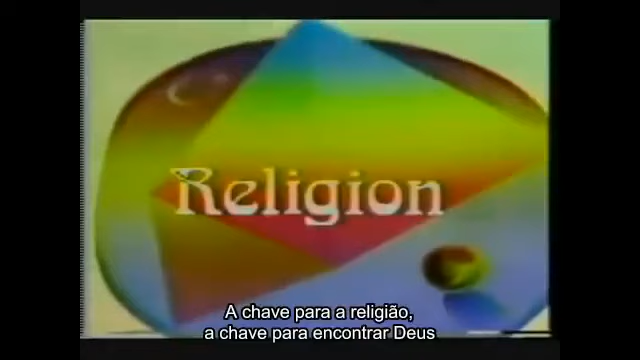 Religion
A chave para a religião,
a chave para encontrar Deus